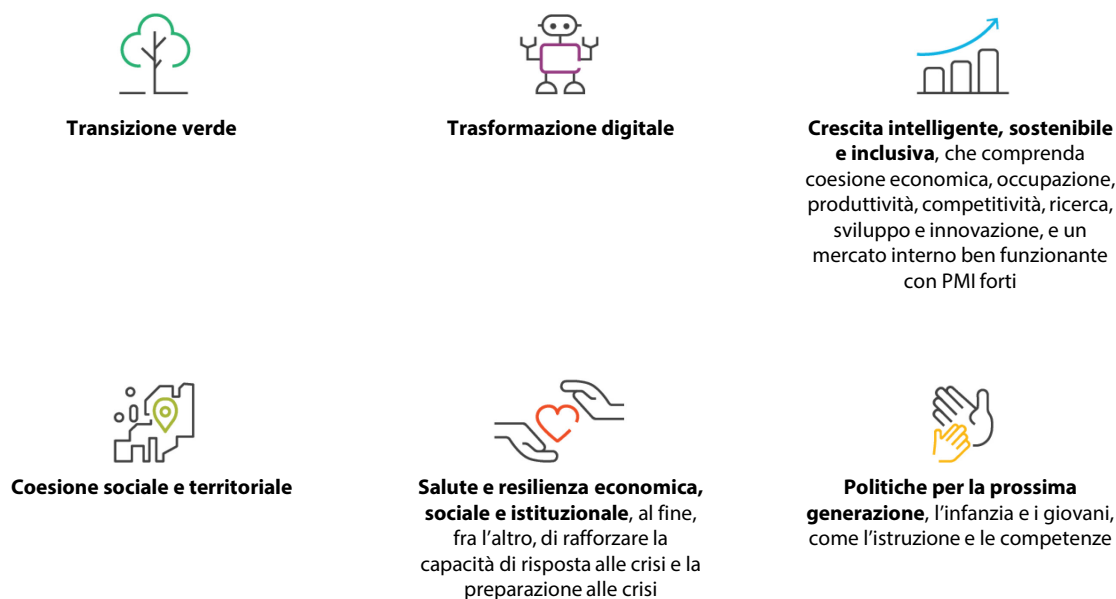 Transizione verde
Trasformazione digitale
Crescita intelligente, sostenibile
e inclusiva, che comprenda
coesione economica, occupazione,
produttività, competitività, ricerca,
sviluppo e innovazione, e un
mercato interno ben funzionante
con PMI forti
Coesione sociale e territoriale
Salute e resilienza economica,
sociale e istituzionale, al fine,
fra l'altro, di rafforzare la
capacità di risposta alle crisi e la
preparazione alle crisi
Politiche per la prossima
generazione, l'infanzia e i giovani,
come l'istruzione e le competenze